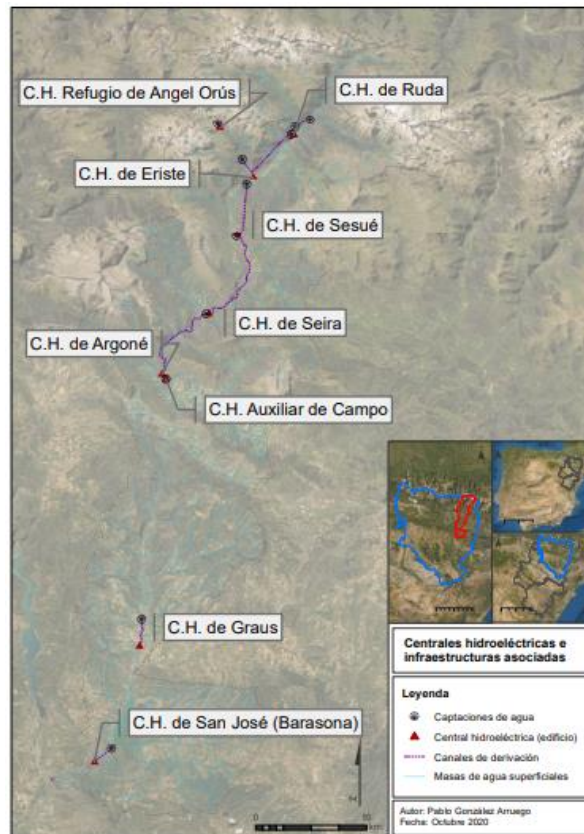 C.H. Refugio de Angel Orús
C.H. de Ruda
C.H. de Eriste
C.H. de Sesué
C.H. de Seira
C.H. de Argoné
C.H. Auxiliar de Campo
C.H. de Graus
C.H. de San José (Barasona)
Centrales hidroeléctricas e
infraestructuras asociadas
Leyenda
Captaciones de agua
Central hidroeléctrica (edificio)
Canales de derivación
Masas de agua superficiales
Autor: Pablo González Arruego
Fecha: Octubre 2020